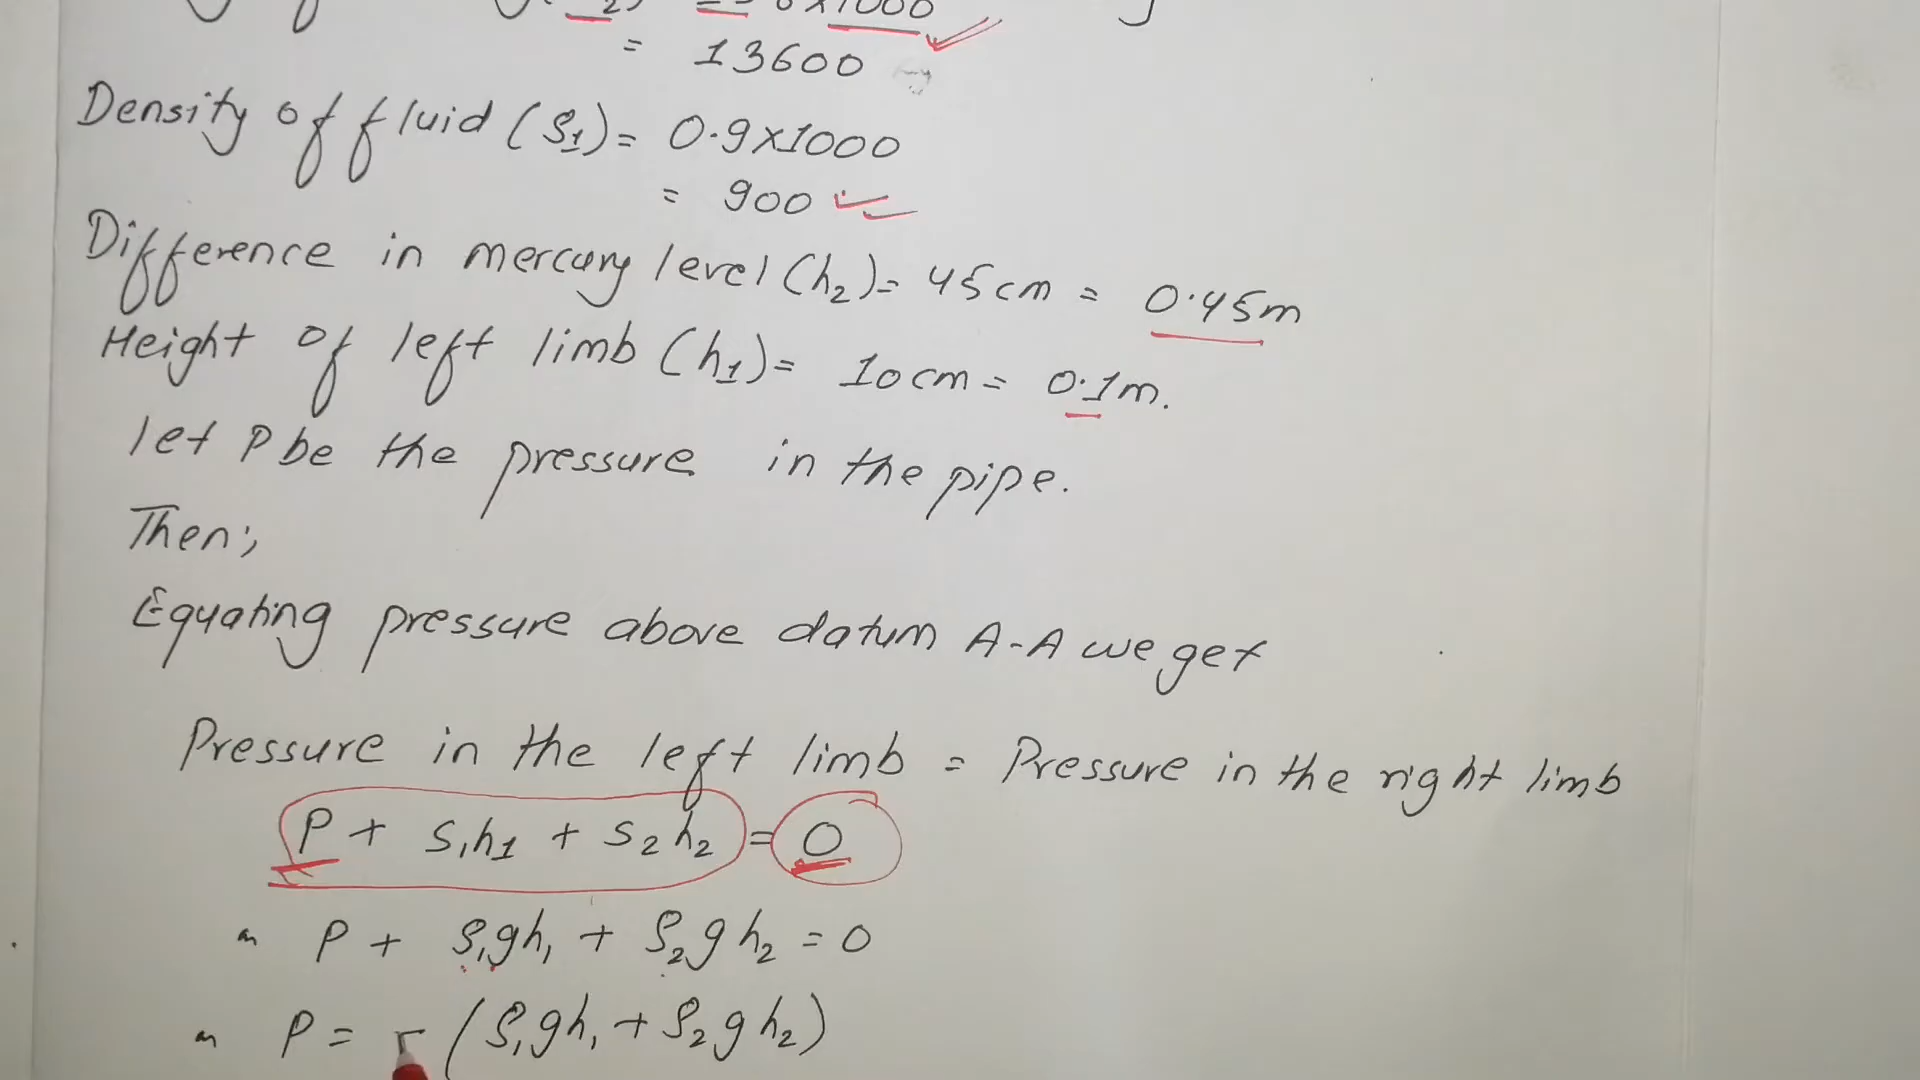 ×1000
= 13600
Density of fluid (ρ1) = 0.9×1000
= 900
Difference in mercury level (h2) = 45cm = 0.45m
Height of left limb (h1) = 10cm = 0.1m.
let P be the pressure in the pipe.
Then;
Equating pressure above datum A-A we get
Pressure in the left limb = Pressure in the right limb
P + S1h1 + S2h2 = 0
P + ρ1gh1 + ρ2gh2 = 0
P = - (ρ1gh1 + ρ2gh2)